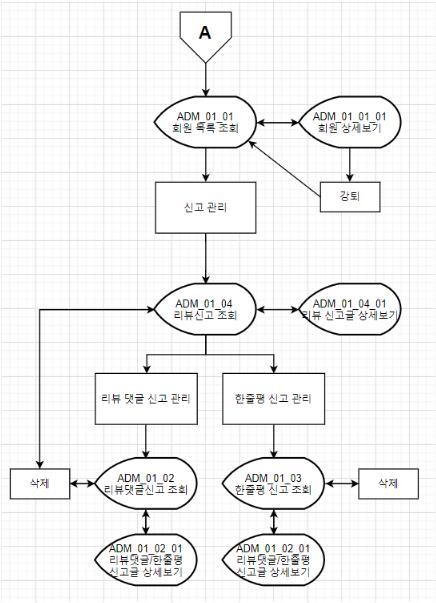 A
ADM_01_01
회원 목록 조회
ADM_01_01_01
회원 상세보기
강퇴
신고 관리
ADM_01_04
리뷰신고 조회
ADM_01_04_01
리뷰 신고글 상세보기
리뷰 댓글 신고 관리
한줄평 신고 관리
삭제
ADM_01_02
리뷰댓글신고 조회
ADM_01_03
한줄평 신고 조회
삭제
ADM_01_02_01
리뷰댓글/한줄평
신고글 상세보기
ADM_01_02_01
리뷰댓글/한줄평
신고글 상세보기